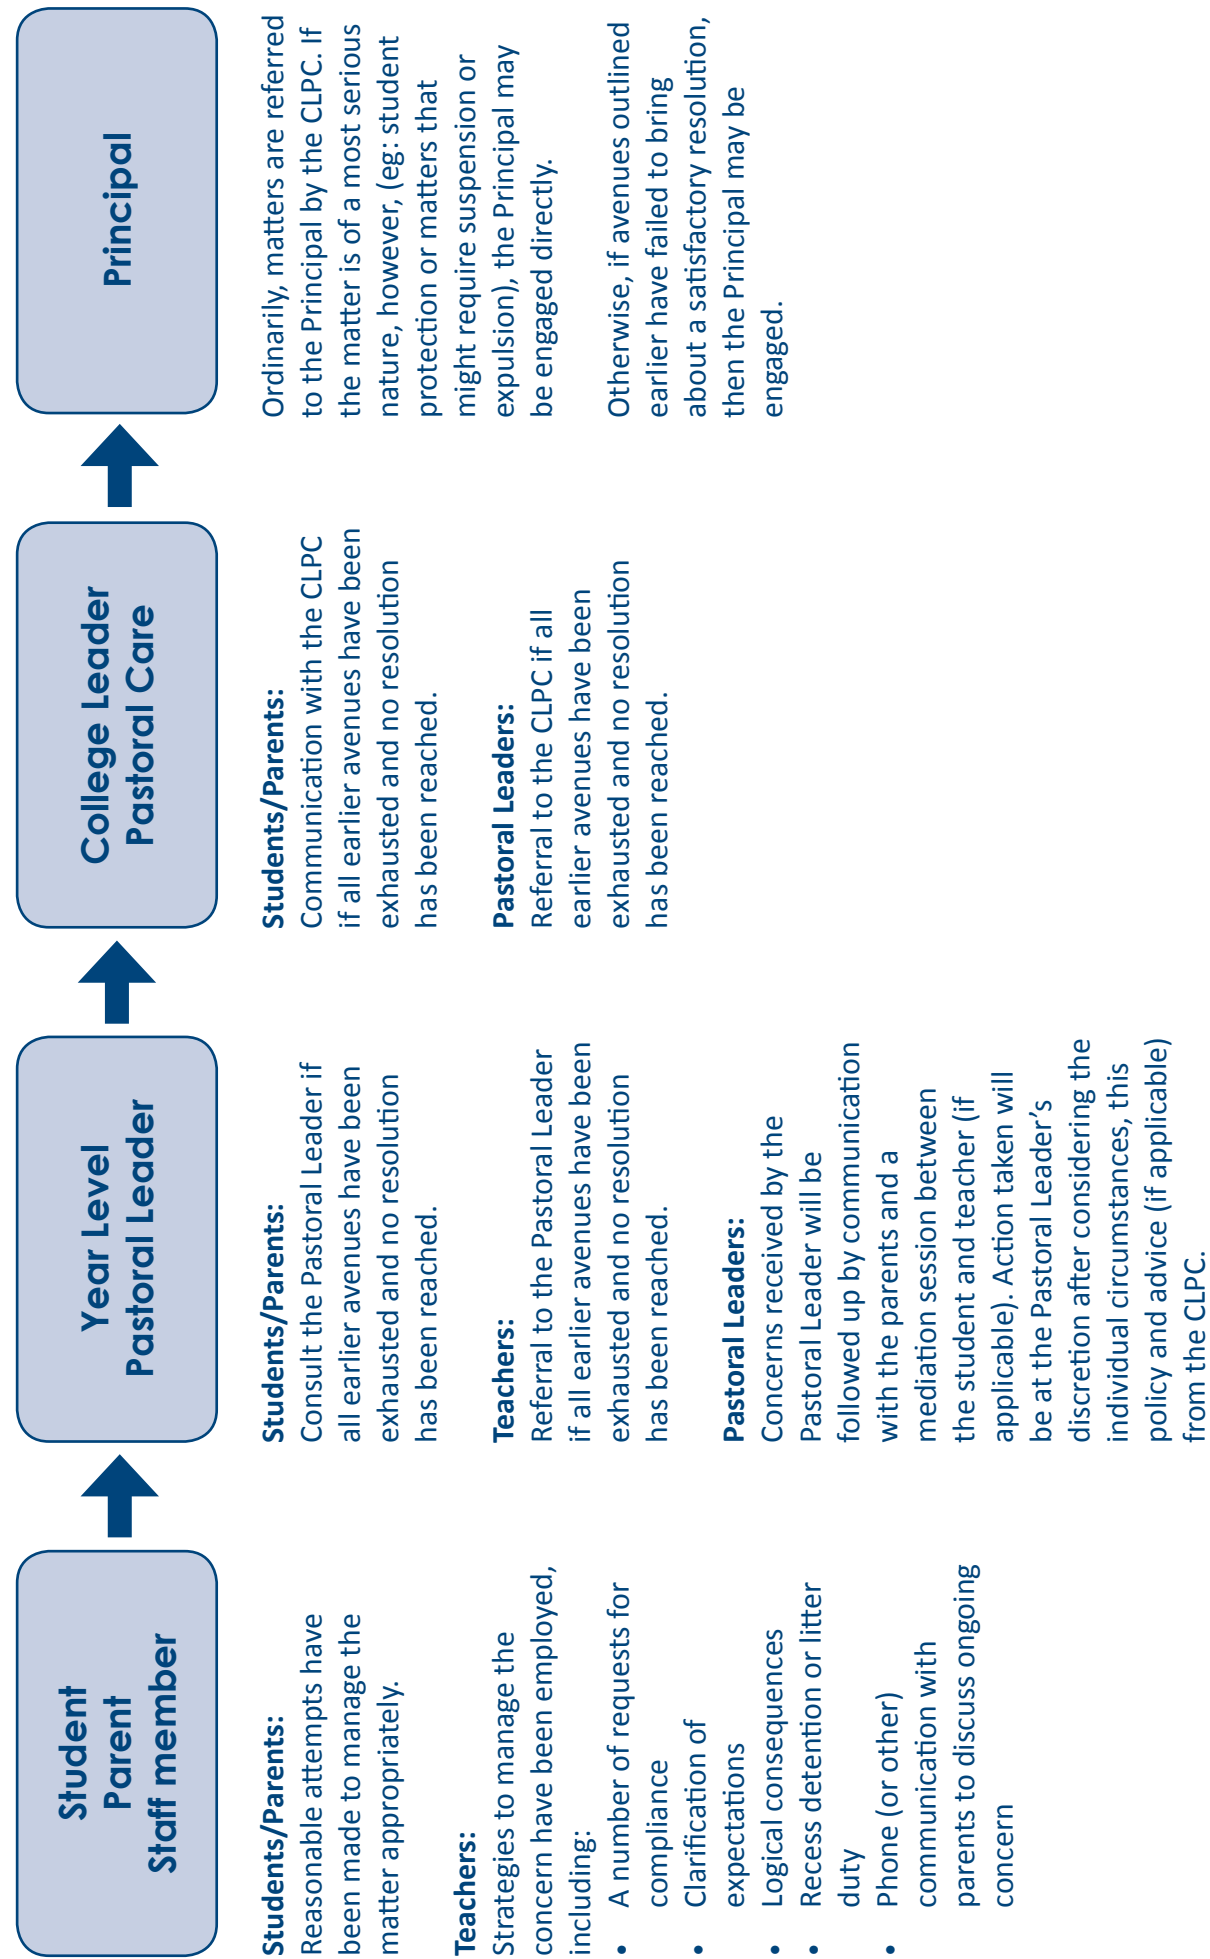 Student
Parent
Staff member
Students/Parents:
Reasonable attempts have
been made to manage the
matter appropriately.
Teachers:
Strategies to manage the
concern have been employed,
including:
• A number of requests for
compliance
• Clarification of
expectations
• Logical consequences
• Recess detention or litter
duty
• Phone (or other)
communication with
parents to discuss ongoing
concern
Year Level
Pastoral Leader
Students/Parents:
Consult the Pastoral Leader if
all earlier avenues have been
exhausted and no resolution
has been reached.
Teachers:
Referral to the Pastoral Leader
if all earlier avenues have been
exhausted and no resolution
has been reached.
Pastoral Leaders:
Concerns received by the
Pastoral Leader will be
followed up by communication
with the parents and a
mediation session between
the student and teacher (if
applicable). Action taken will
be at the Pastoral Leader’s
discretion after considering the
individual circumstances, this
policy and advice (if applicable)
from the CLPC.
College Leader
Pastoral Care
Students/Parents:
Communication with the CLPC
if all earlier avenues have been
exhausted and no resolution
has been reached.
Pastoral Leaders:
Referral to the CLPC if all
earlier avenues have been
exhausted and no resolution
has been reached.
Principal
Ordinarily, matters are referred
to the Principal by the CLPC. If
the matter is of a most serious
nature, however, (eg: student
protection or matters that
might require suspension or
expulsion), the Principal may
be engaged directly.
Otherwise, if avenues outlined
earlier have failed to bring
about a satisfactory resolution,
then the Principal may be
engaged.